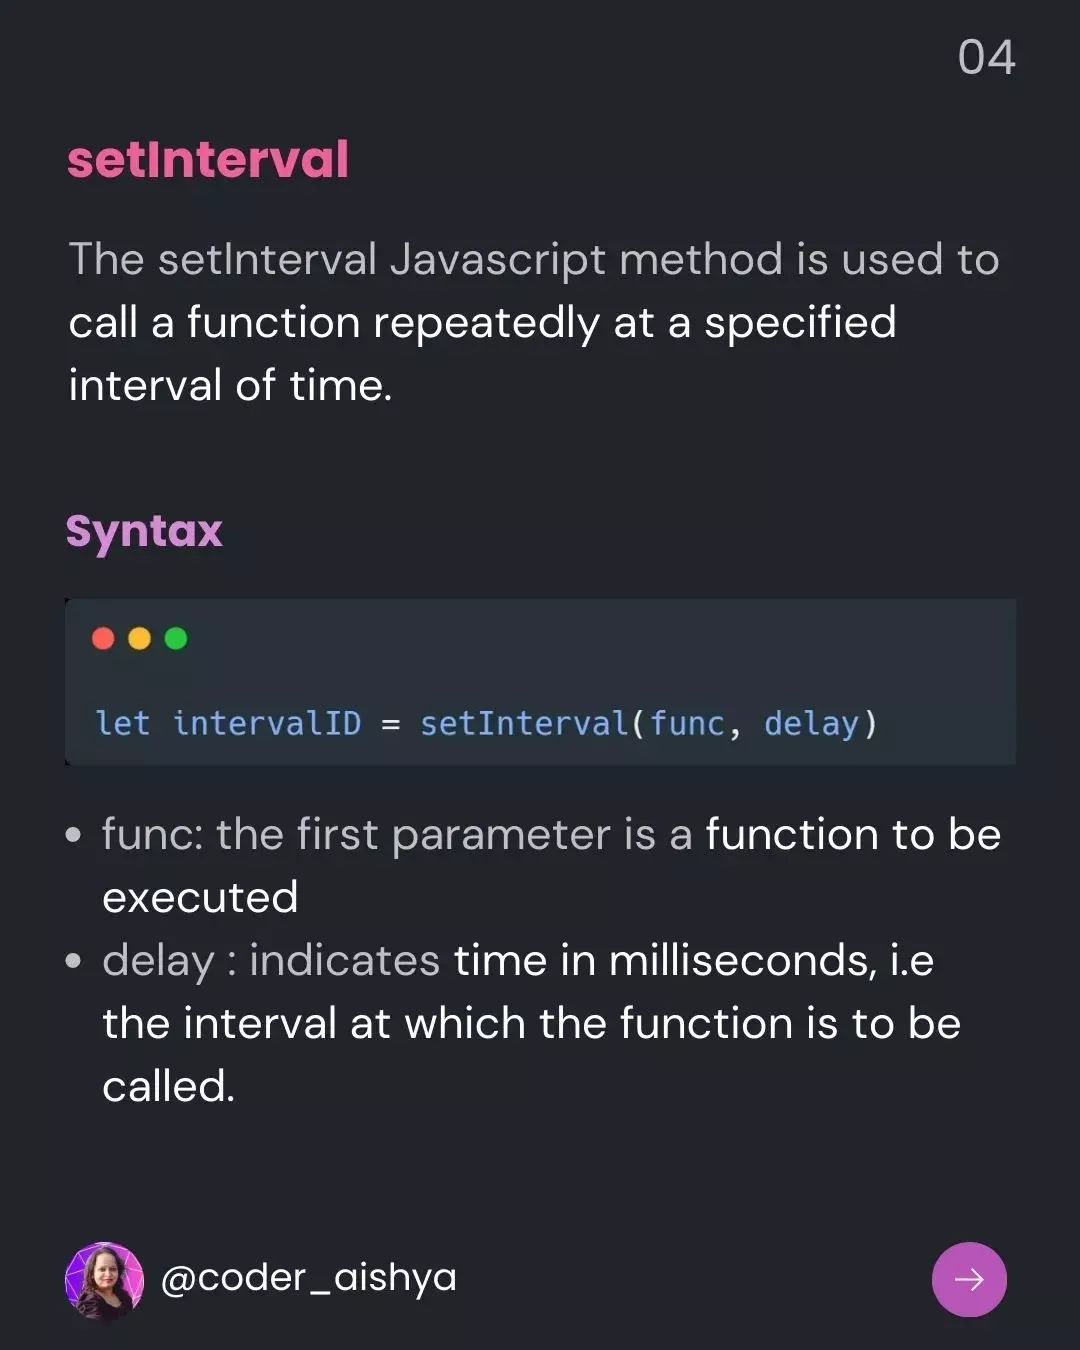 04
setInterval
The setInterval Javascript method is used to
call a function repeatedly at a specified
interval of time.
Syntax
let intervalID = setInterval(func, delay)
• func: the first parameter is a function to be
executed
• delay : indicates time in milliseconds, i.e
the interval at which the function is to be
called.
@coder_aishya